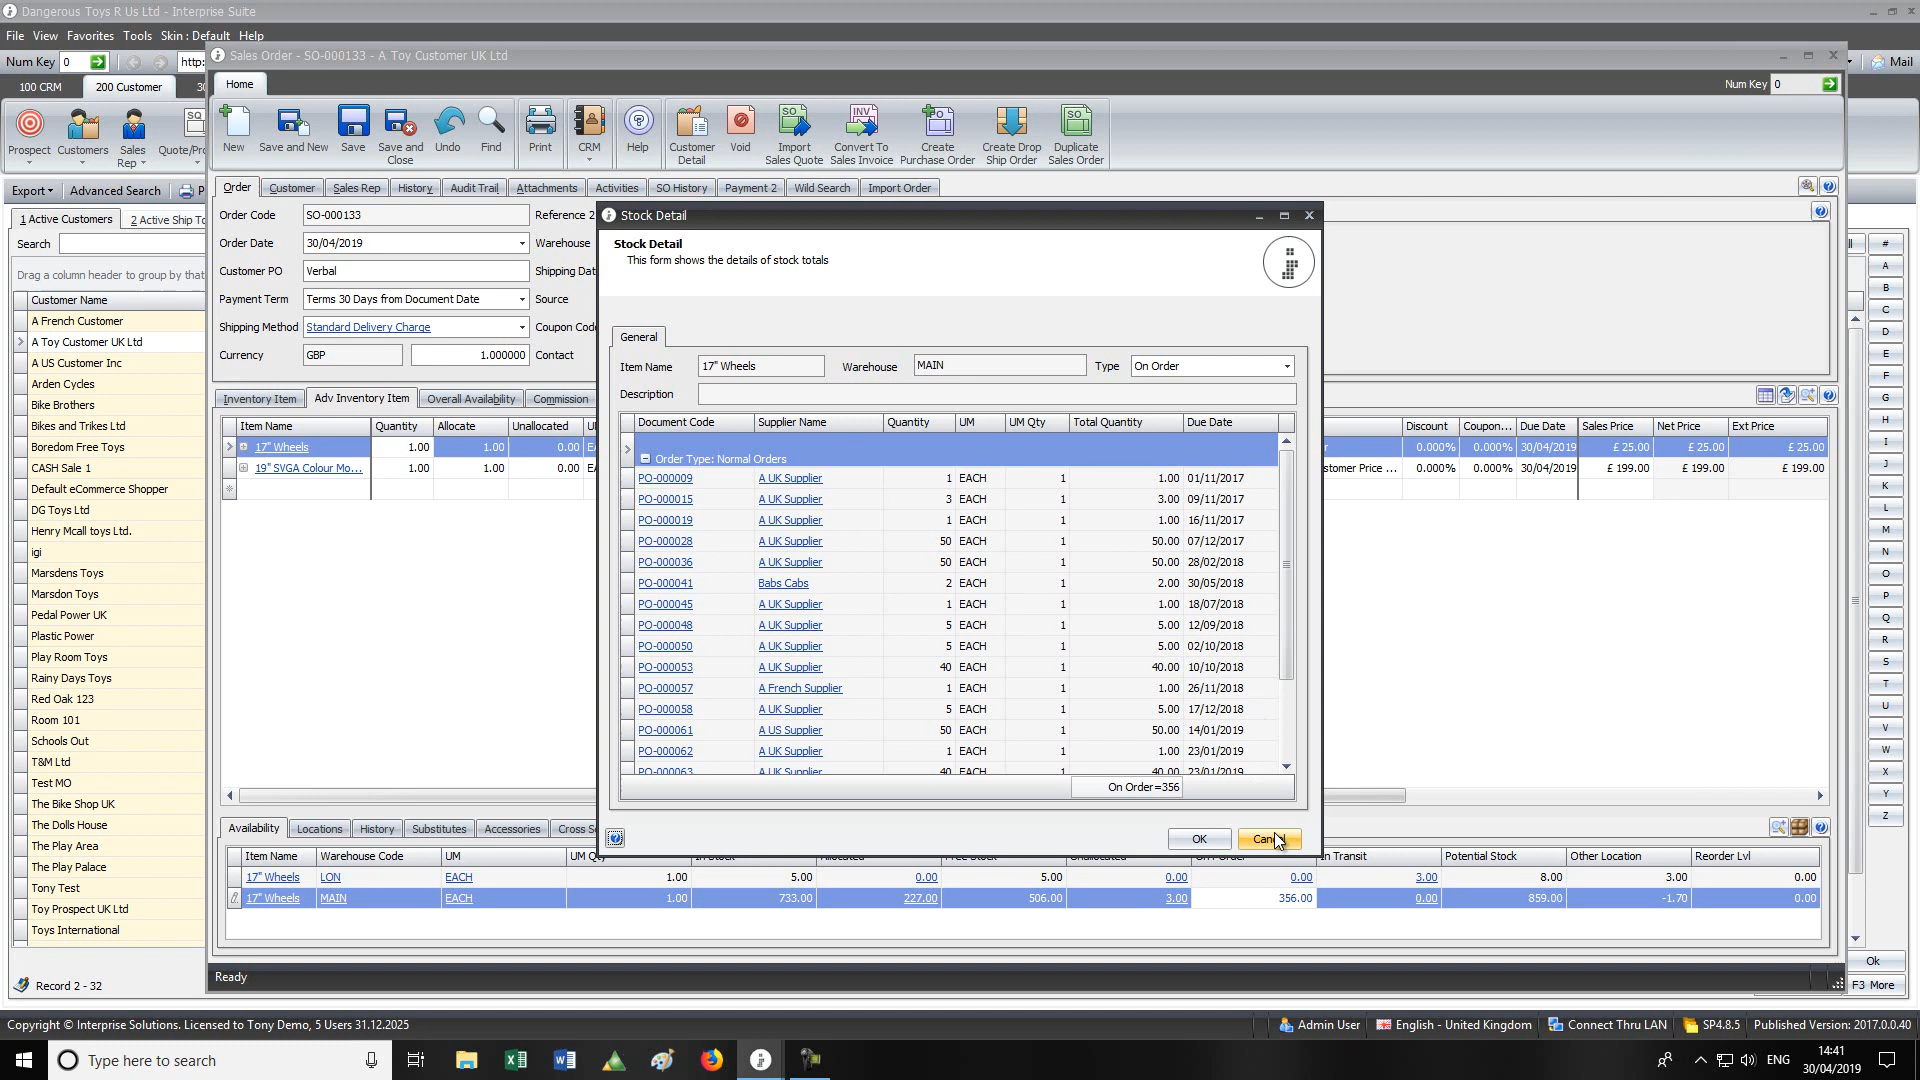 Dangerous Toys R Us Ltd - Interprise Suite
File View Favorites Tools Skin : Default Help
Num Key 0 http: Mail
100 CRM 200 Customer
Prospect Customers Sales Rep
Export Advanced Search
1 Active Customers
Search
Drag a column header to group by that
Customer Name
A French Customer
A Toy Customer UK Ltd
A US Customer Inc
Arden Cycles
Bike Brothers
Bikes and Trikes Ltd
Boredom Free Toys
CASH Sale 1
Default eCommerce Shopper
DG Toys Ltd
Henry Mcall toys Ltd.
igi
Marsdens Toys
Marsdon Toys
Pedal Power UK
Plastic Power
Play Room Toys
Rainy Days Toys
Red Oak 123
Room 101
Schools Out
T&M Ltd
Test MO
The Bike Shop UK
The Dolls House
The Play Area
The Play Palace
Tony Test
Toy Prospect UK Ltd
Toys International
Record 2 - 32
Sales Order - SO-000133 - A Toy Customer UK Ltd
Home
Num Key 0
New Save and New Save Save and Close Undo Find Print CRM Help Customer Detail Void Import Sales Quote Convert To Sales Invoice Create Purchase Order Create Drop Ship Order Duplicate Sales Order
Order Customer Sales Rep History Audit Trail Attachments Activities SO History Payment 2 Wild Search Import Order
Order Code SO-000133 Reference 2
Order Date 30/04/2019 Warehouse
Customer PO Verbal
Payment Term Terms 30 Days from Document Date Source
Shipping Method Standard Delivery Charge
Currency GBP 1.000000 Contact
Inventory Item Adv Inventory Item Overall Availability Commission
Item Name Quantity Allocate Unallocated Discount Coupon... Due Date Sales Price Net Price Ext Price
17" Wheels 1.00 1.00 0.00 0.000% 0.000% 30/04/2019 £ 25.00 £ 25.00 £ 25.00
19" SVGA Colour Mo... 1.00 1.00 0.00 0.000% 0.000% 30/04/2019 £ 199.00 £ 199.00 £ 199.00
Stock Detail
Stock Detail
This form shows the details of stock totals
General
Item Name 17" Wheels Warehouse MAIN Type On Order
Description
Document Code Supplier Name Quantity UM UM Qty Total Quantity Due Date
Order Type: Normal Orders
PO-000009 A UK Supplier 1 EACH 1 1.00 01/11/2017
PO-000015 A UK Supplier 3 EACH 1 3.00 09/11/2017
PO-000019 A UK Supplier 1 EACH 1 1.00 16/11/2017
PO-000028 A UK Supplier 50 EACH 1 50.00 07/12/2017
PO-000036 A UK Supplier 50 EACH 1 50.00 28/02/2018
PO-000041 Babs Cabs 2 EACH 1 2.00 30/05/2018
PO-000045 A UK Supplier 1 EACH 1 1.00 18/07/2018
PO-000048 A UK Supplier 5 EACH 1 5.00 12/09/2018
PO-000050 A UK Supplier 5 EACH 1 5.00 02/10/2018
PO-000053 A UK Supplier 40 EACH 1 40.00 10/10/2018
PO-000057 A French Supplier 1 EACH 1 1.00 26/11/2018
PO-000058 A UK Supplier 5 EACH 1 5.00 17/12/2018
PO-000061 A US Supplier 50 EACH 1 50.00 14/01/2019
PO-000062 A UK Supplier 1 EACH 1 1.00 23/01/2019
PO-000063 A UK Supplier 40 EACH 1 40.00 23/01/2019
On Order=356
OK Cancel
Availability Locations History Substitutes Accessories
Item Name Warehouse Code UM UM Qty In Stock Allocated Free Stock Unallocated In Transit Potential Stock Other Location Reorder Lvl
17" Wheels LON EACH 1.00 5.00 0.00 5.00 0.00 0.00 3.00 8.00 3.00 0.00
17" Wheels MAIN EACH 1.00 733.00 227.00 506.00 3.00 356.00 0.00 859.00 -1.70 0.00
Ready
# A B C D E F G H I J K L M N O P Q R S T U V W X Y Z
Ok
F3 More
Copyright © Interprise Solutions. Licensed to Tony Demo, 5 Users 31.12.2025 Admin User English - United Kingdom Connect Thru LAN SP4.8.5 Published Version: 2017.0.0.40
Type here to search ENG 14:41
30/04/2019